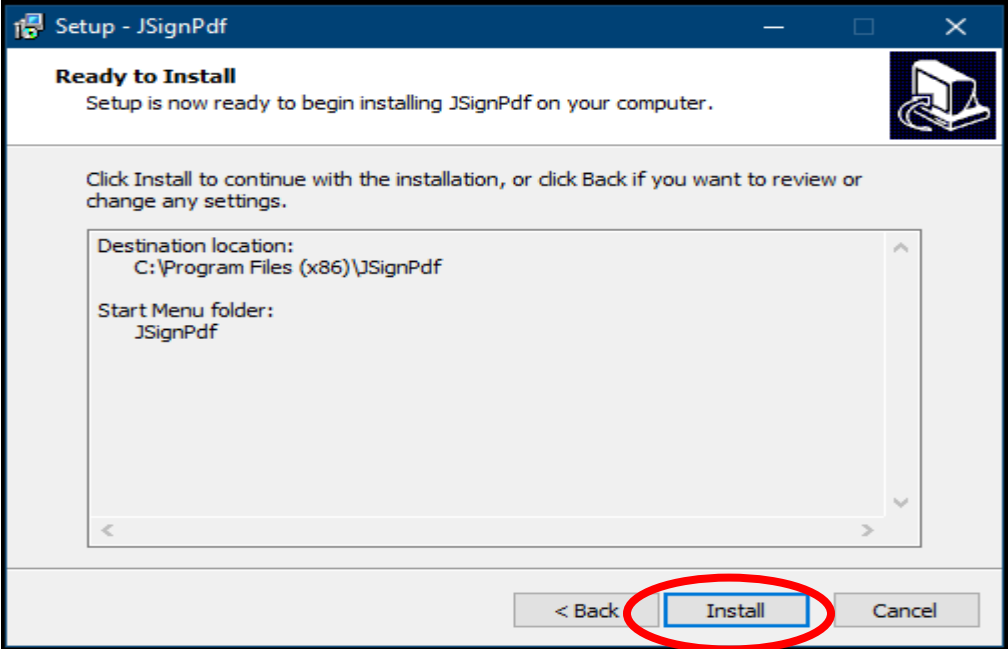 Setup - JSignPdf
Ready to Install
Setup is now ready to begin installing JSignPdf on your computer.
Click Install to continue with the installation, or click Back if you want to review or
change any settings.
Destination location:
C:\Program Files (x86)\JSignPdf
Start Menu folder:
JSignPdf
< Back
Install
Cancel